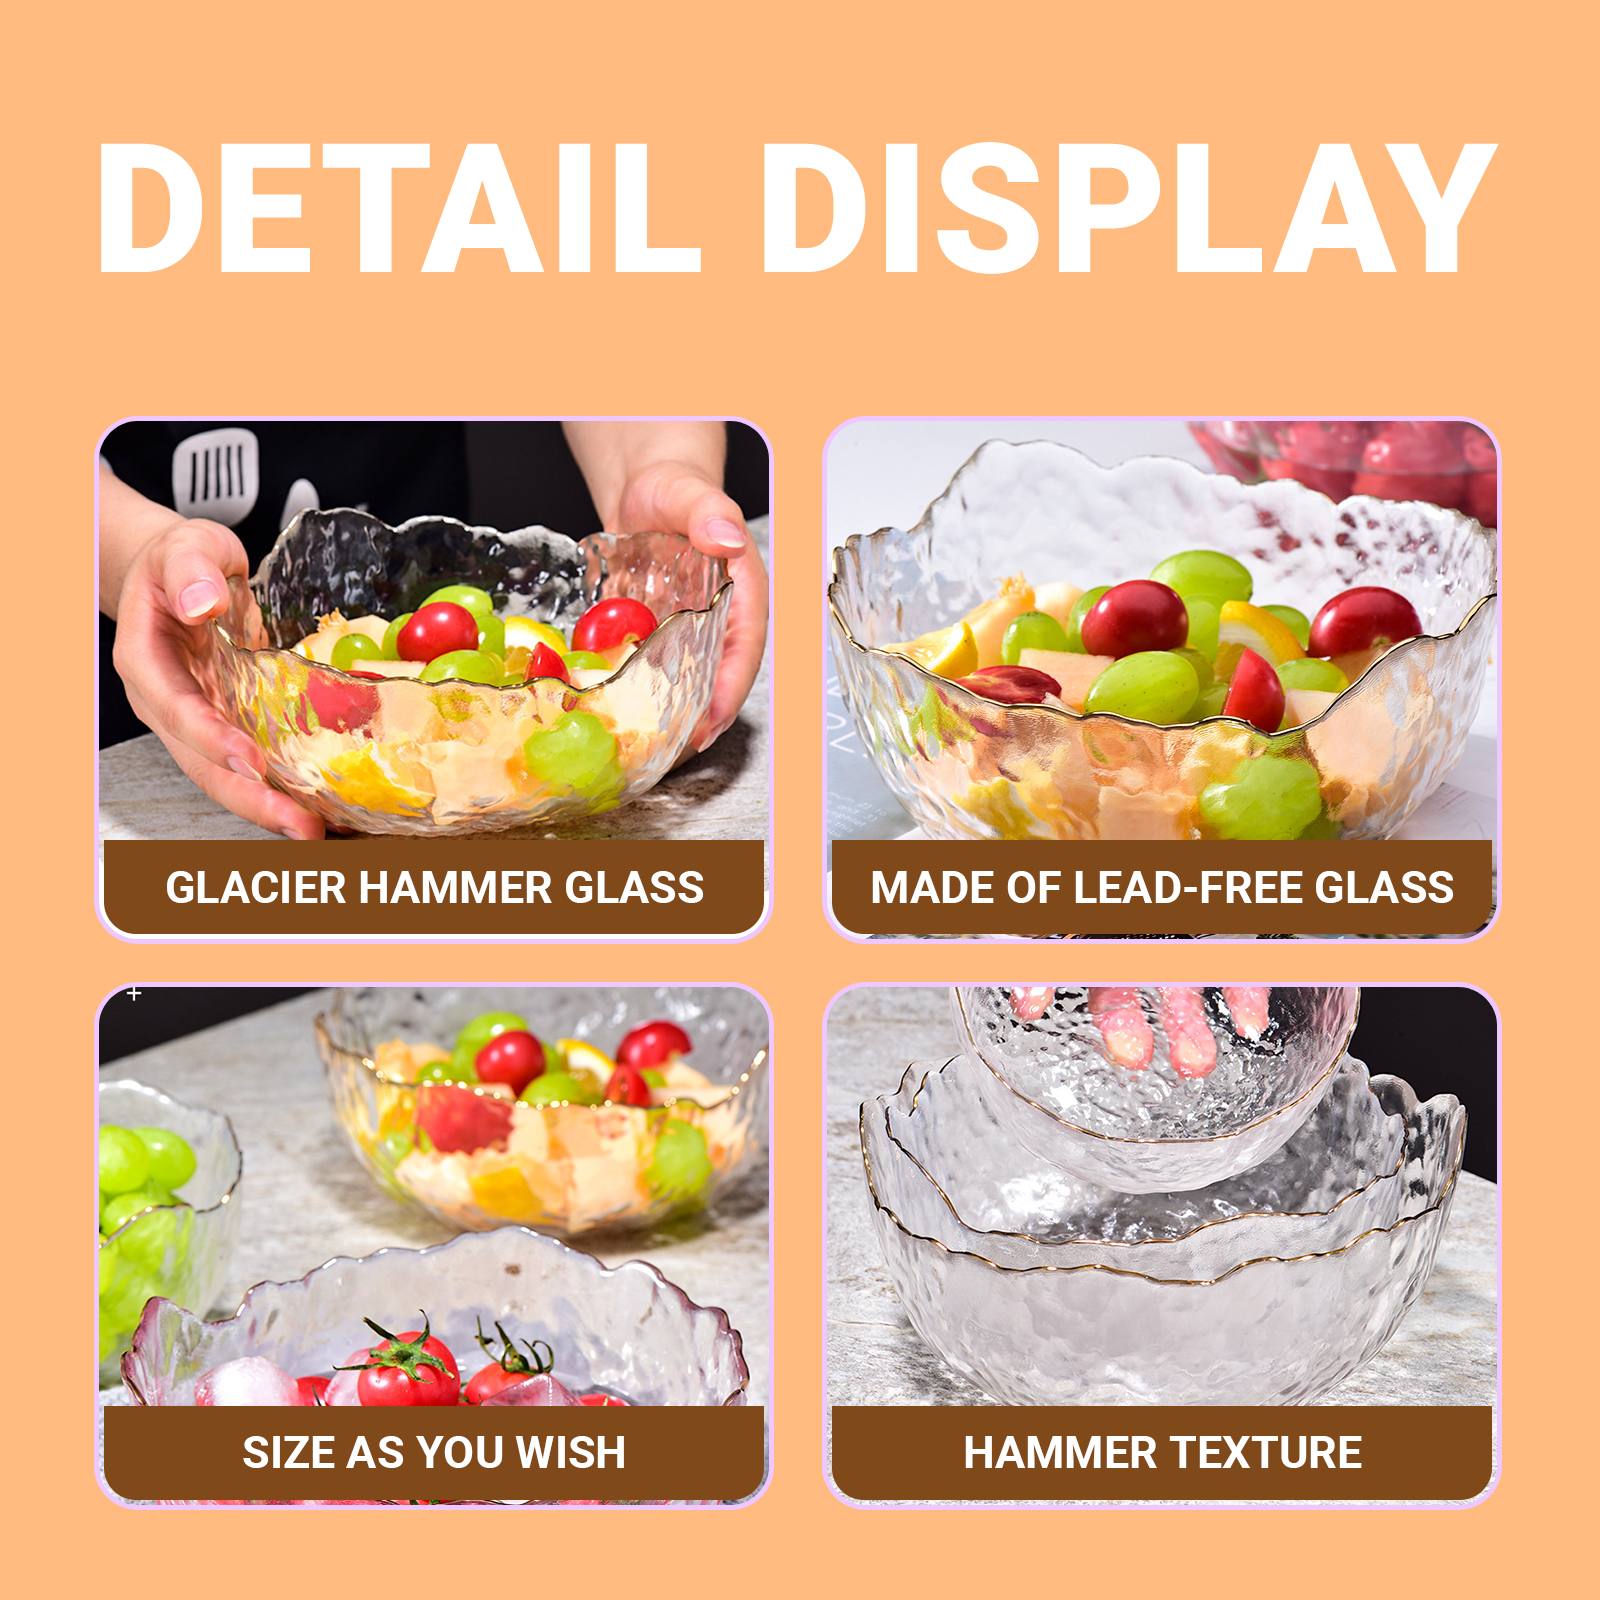 DETAIL DISPLAY
GLACIER HAMMER GLASS
MADE OF LEAD-FREE GLASS
SIZE AS YOU WISH
HAMMER TEXTURE